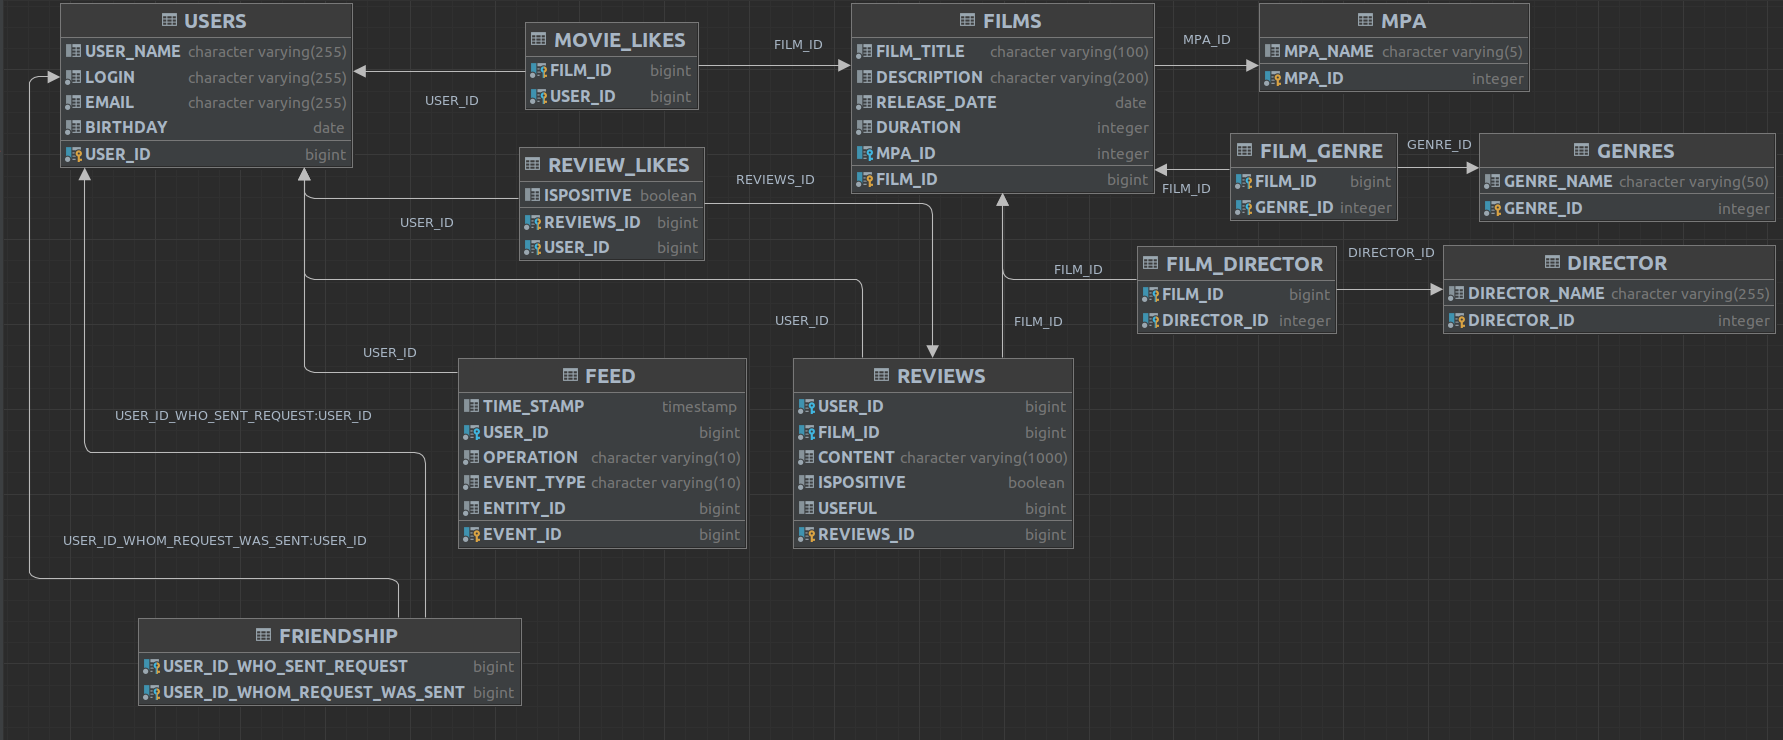 USERS
USER_NAME character varying(255)
LOGIN character varying(255)
EMAIL character varying(255)
BIRTHDAY date
USER_ID bigint
MOVIE_LIKES
FILM_ID bigint
USER_ID bigint
USER_ID
FILM_ID
FILMS
FILM_TITLE character varying(100)
DESCRIPTION character varying(200)
RELEASE_DATE date
DURATION integer
MPA_ID integer
FILM_ID bigint
MPA_ID
MPA
MPA_NAME character varying(5)
MPA_ID integer
REVIEW_LIKES
ISPOSITIVE boolean
REVIEWS_ID bigint
USER_ID bigint
USER_ID
REVIEWS_ID
FILM_GENRE
FILM_ID bigint
GENRE_ID integer
FILM_ID
GENRE_ID
GENRES
GENRE_NAME character varying(50)
GENRE_ID integer
FILM_DIRECTOR
FILM_ID bigint
DIRECTOR_ID integer
FILM_ID
DIRECTOR_ID
DIRECTOR
DIRECTOR_NAME character varying(255)
DIRECTOR_ID integer
USER_ID
FILM_ID
USER_ID
FEED
TIME_STAMP timestamp
USER_ID bigint
OPERATION character varying(10)
EVENT_TYPE character varying(10)
ENTITY_ID bigint
EVENT_ID bigint
REVIEWS
USER_ID bigint
FILM_ID bigint
CONTENT character varying(1000)
ISPOSITIVE boolean
USEFUL bigint
REVIEWS_ID bigint
USER_ID_WHO_SENT_REQUEST:USER_ID
USER_ID_WHOM_REQUEST_WAS_SENT:USER_ID
FRIENDSHIP
USER_ID_WHO_SENT_REQUEST bigint
USER_ID_WHOM_REQUEST_WAS_SENT bigint